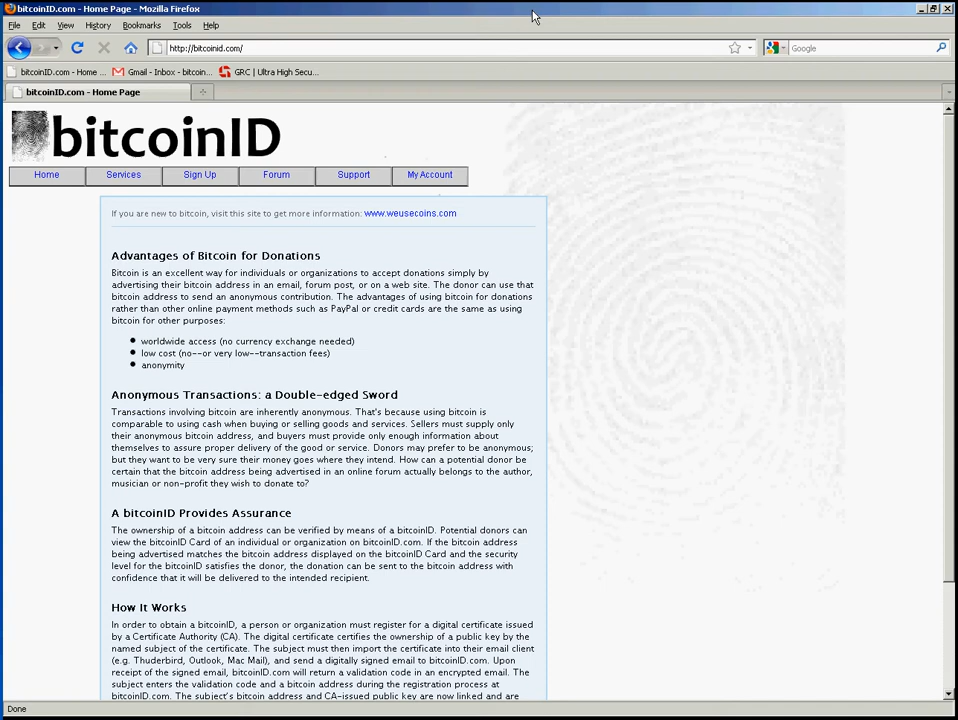 bitcoinID.com - Home Page - Mozilla Firefox
File Edit View History Bookmarks Tools Help
http://bitcoinid.com/ Google
bitcoinID.com - Home ... Gmail - Inbox - bitcoin... GRC | Ultra High Secu...
bitcoinID.com - Home Page
bitcoinID
Home Services Sign Up Forum Support My Account
If you are new to bitcoin, visit this site to get more information: www.weusecoins.com
Advantages of Bitcoin for Donations
Bitcoin is an excellent way for individuals or organizations to accept donations simply by
advertising their bitcoin address in an email, forum post, or on a web site. The donor can use that
bitcoin address to send an anonymous contribution. The advantages of using bitcoin for donations
rather than other online payment methods such as PayPal or credit cards are the same as using
bitcoin for other purposes:
worldwide access (no currency exchange needed)
low cost (no--or very low--transaction fees)
anonymity
Anonymous Transactions: a Double-edged Sword
Transactions involving bitcoin are inherently anonymous. That's because using bitcoin is
comparable to using cash when buying or selling goods and services. Sellers must supply only
their anonymous bitcoin address, and buyers must provide only enough information about
themselves to assure proper delivery of the good or service. Donors may prefer to be anonymous;
but they want to be very sure their money goes where they intend. How can a potential donor be
certain that the bitcoin address being advertised in an online forum actually belongs to the author,
musician or non-profit they wish to donate to?
A bitcoinID Provides Assurance
The ownership of a bitcoin address can be verified by means of a bitcoinID. Potential donors can
view the bitcoinID Card of an individual or organization on bitcoinID.com. If the bitcoin address
being advertised matches the bitcoin address displayed on the bitcoinID Card and the security
level for the bitcoinID satisfies the donor, the donation can be sent to the bitcoin address with
confidence that it will be delivered to the intended recipient.
How It Works
In order to obtain a bitcoinID, a person or organization must register for a digital certificate issued
by a Certificate Authority (CA). The digital certificate certifies the ownership of a public key by the
named subject of the certificate. The subject must then import the certificate into their email client
(e.g. Thuderbird, Outlook, Mac Mail), and send a digitally signed email to bitcoinID.com. Upon
receipt of the signed email, bitcoinID.com will return a validation code in an encrypted email. The
subject enters the validation code and a bitcoin address during the registration process at
bitcoinID.com. The subject's bitcoin address and CA-issued public key are now linked and are
Done